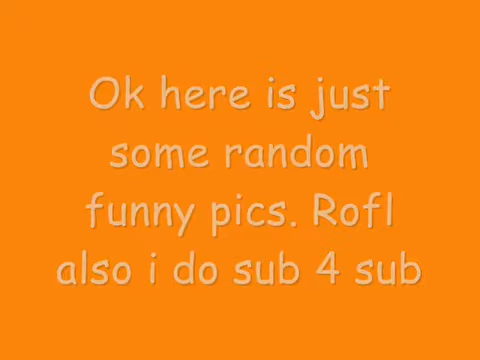 Ok here is just
some random
funny pics. Rofl
also i do sub 4 sub